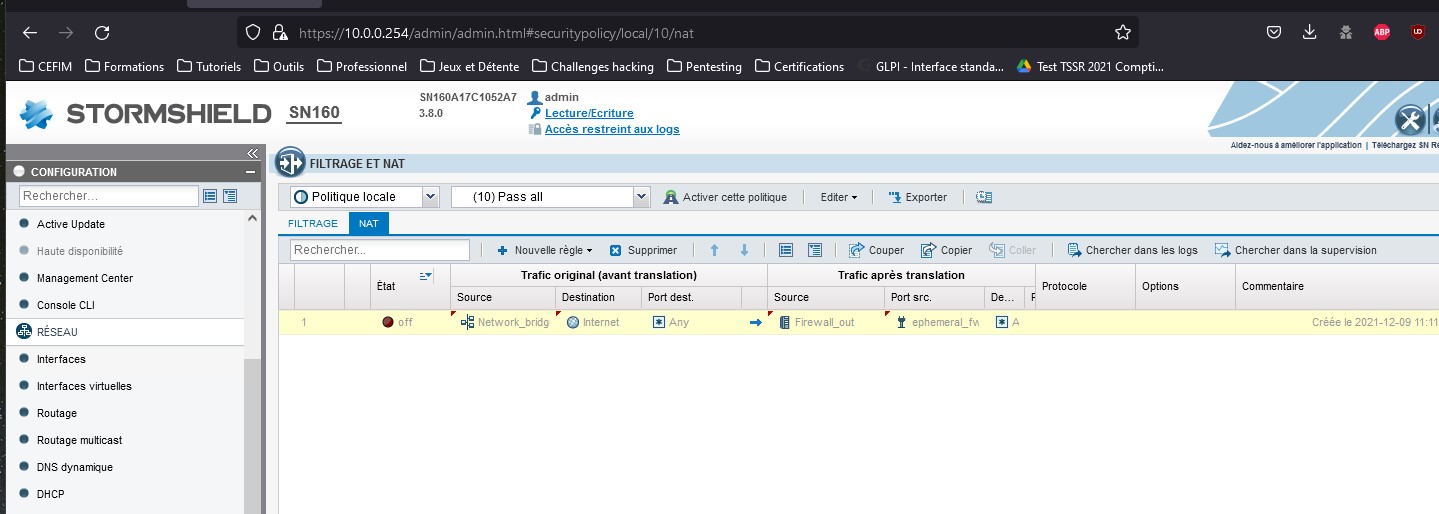 https://10.0.0.254/admin/admin.html#securitypolicy/local/10/nat
ABP
CEFIM Formations Tutoriels Outils Professionnel Jeux et Détente Challenges hacking Pentesting Certifications GLPI - Interface standa... Test TSSR 2021 Compti...
STORMSHIELD SN160
SN160A17C1052A7 admin
3.8.0 Lecture/Ecriture
Accès restreint aux logs
Aidez-nous à améliorer l'application | Téléchargez SN Re
CONFIGURATION
Rechercher...
Active Update
Haute disponibilité
Management Center
Console CLI
RÉSEAU
Interfaces
Interfaces virtuelles
Routage
Routage multicast
DNS dynamique
DHCP
FILTRAGE ET NAT
Politique locale (10) Pass all Activer cette politique Editer Exporter
FILTRAGE NAT
Rechercher... Nouvelle règle Supprimer Couper Copier Coller Chercher dans les logs Chercher dans la supervision
État Trafic original (avant translation) Trafic après translation Protocole Options Commentaire
Source Destination Port dest. Source Port src. De...
1 off Network_bridg Internet Any Firewall_out ephemeral_fw A Créée le 2021-12-09 11:11